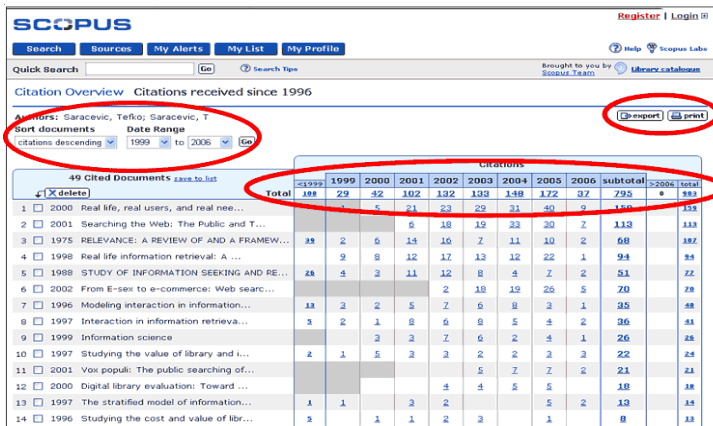 SCOPUS
Register | Login
Search Sources My Alerts My List My Profile
Help Scopus Labs
Quick Search Go Search Tips
Brought to you by
Scopus Team
Library catalogue
Citation Overview Citations received since 1996
Authors: Saracevic, Tefko; Saracevic, T
export print
Sort documents Date Range
citations descending 1999 to 2006 Go
Citations
49 Cited Documents save to list
<1999 1999 2000 2001 2002 2003 2004 2005 2006 subtotal >2006 total
delete Total 188 29 42 102 132 133 148 172 37 795 0 983
1 2000 Real life, real users, and real nee... 1 5 21 23 29 31 40 9 159 159
2 2001 Searching the Web: The Public and T... 6 18 19 33 30 7 113 113
3 1975 RELEVANCE: A REVIEW OF AND A FRAMEW... 39 2 6 14 16 7 11 10 2 68 107
4 1998 Real life information retrieval: A ... 9 8 12 17 13 12 22 1 94 94
5 1988 STUDY OF INFORMATION SEEKING AND RE... 26 4 3 11 12 8 4 7 2 51 77
6 2002 From E-sex to e-commerce: Web searc... 2 18 19 26 5 70 70
7 1996 Modeling interaction in information... 13 3 2 5 7 6 8 3 1 35 48
8 1997 Interaction in information retrieva... 5 2 1 8 6 8 5 4 2 36 41
9 1999 Information science 3 3 7 6 2 4 1 26 26
10 1997 Studying the value of library and i... 2 1 5 3 3 2 2 3 3 22 24
11 2001 Vox populi: The public searching of... 5 7 7 2 21 21
12 2000 Digital library evaluation: Toward ... 4 4 5 5 18 18
13 1997 The stratified model of information... 1 1 3 2 5 2 13 14
14 1996 Studying the cost and value of libr... 5 1 1 2 3 1 8 13